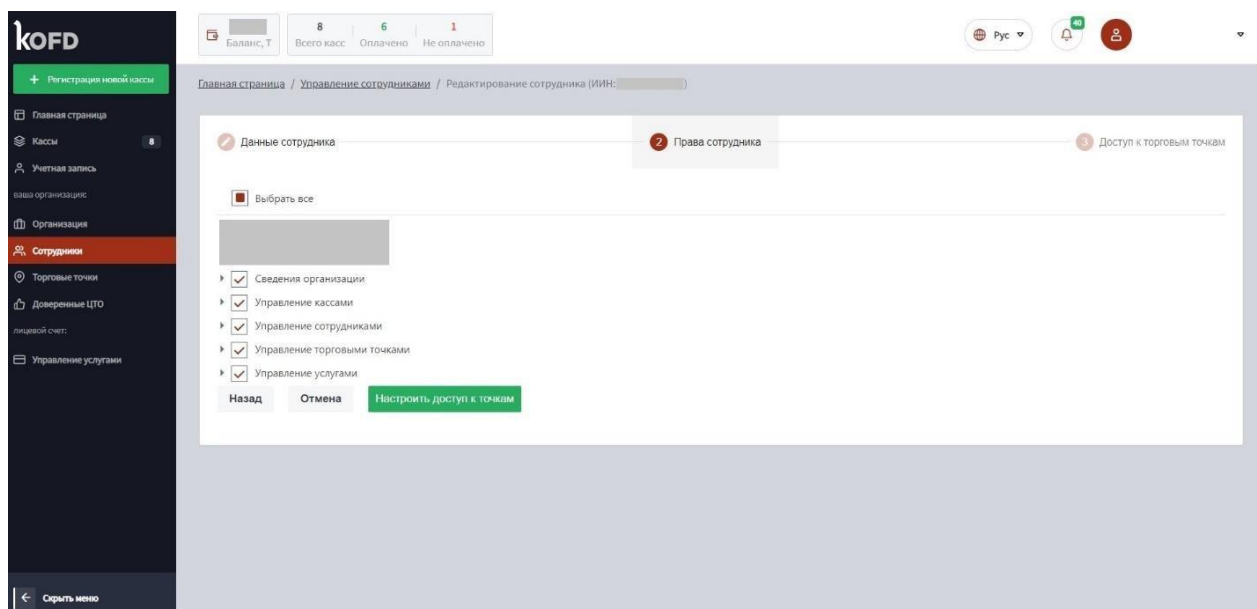 kOFD
Баланс, Т
8 6 1
Всего касс Оплачено Не оплачено
Рус
40
+ Регистрация новой кассы
Главная страница / Управление сотрудниками / Редактирование сотрудника (ИИН: )
Главная страница
Кассы 8
Учетная запись
ваша организация:
Организация
Сотрудники
Торговые точки
Доверенные ЦТО
лицевой счет:
Управление услугами
Данные сотрудника
2 Права сотрудника
3 Доступ к торговым точкам
Выбрать все
Сведения организации
Управление кассами
Управление сотрудниками
Управление торговыми точками
Управление услугами
Назад Отмена Настроить доступ к точкам
Скрыть меню